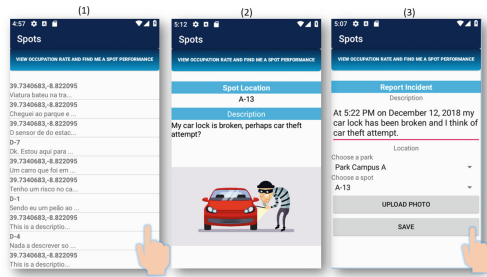 (1)
4:57
Spots
VIEW OCCUPATION RATE AND FIND ME A SPOT PERFORMANCE
39.7340683,-8.822095
Viatura bateu na tra...
39.7340683,-8.822095
Cheguei ao parque e ...
39.7340683,-8.822095
O sensor de do estac...
D-7
Ok. Estou aqui para ...
39.7340683,-8.822095
Um carro que foi em ...
39.7340683,-8.822095
Tenho um risco no ca...
D-1
Sendo eu um peão ao ...
39.7340683,-8.822095
This is a descriptio...
D-4
Nada a descrever so ...
39.7340683,-8.822095
This is a descriptio...
(2)
5:12
Spots
VIEW OCCUPATION RATE AND FIND ME A SPOT PERFORMANCE
Spot Location
A-13
Description
My car lock is broken, perhaps car theft
attempt?
(3)
5:07
Spots
VIEW OCCUPATION RATE AND FIND ME A SPOT PERFORMANCE
Report Incident
Description
At 5:22 PM on December 12, 2018 my
car lock has been broken and I think of
car theft attempt.
Location
Choose a park
Park Campus A
Choose a spot
A-13
UPLOAD PHOTO
SAVE